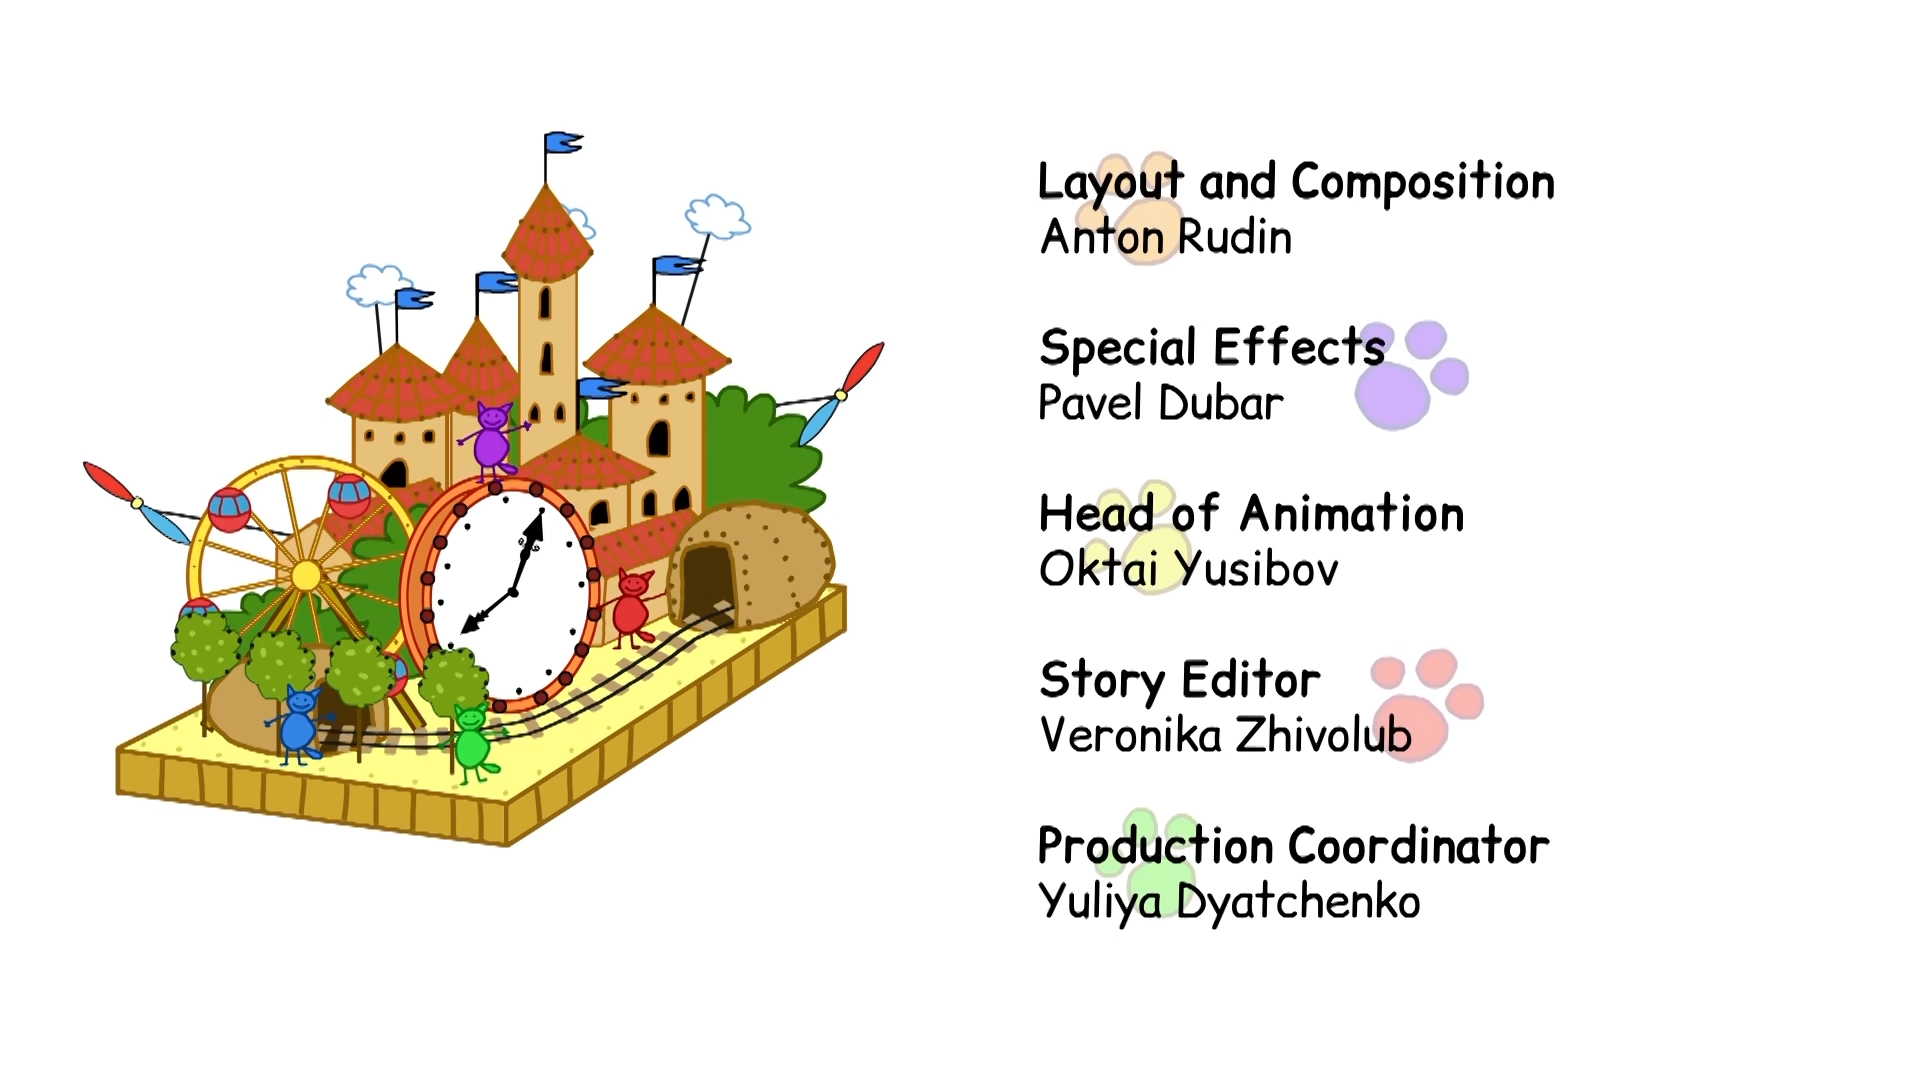 Layout and Composition
Anton Rudin
Special Effects
Pavel Dubar
Head of Animation
Oktai Yusibov
Story Editor
Veronika Zhivolub
Production Coordinator
Yuliya Dyatchenko